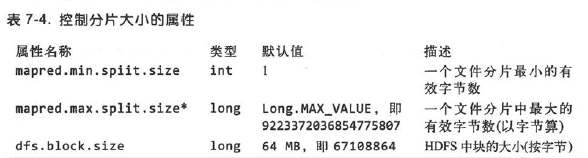 表 7-4. 控制分片大小的属性
属性名称 类型 默认值 描述
mapred.min.split.size int 1 一个文件分片最小的有
效字节数
mapred.max.split.size* long Long.MAX_VALUE, 即 一个文件分片中最大的
9223372036854775807 有效字节数(以字节算)
dfs.block.size long 64 MB, 即 67108864 HDFS 中块的大小(按字节)